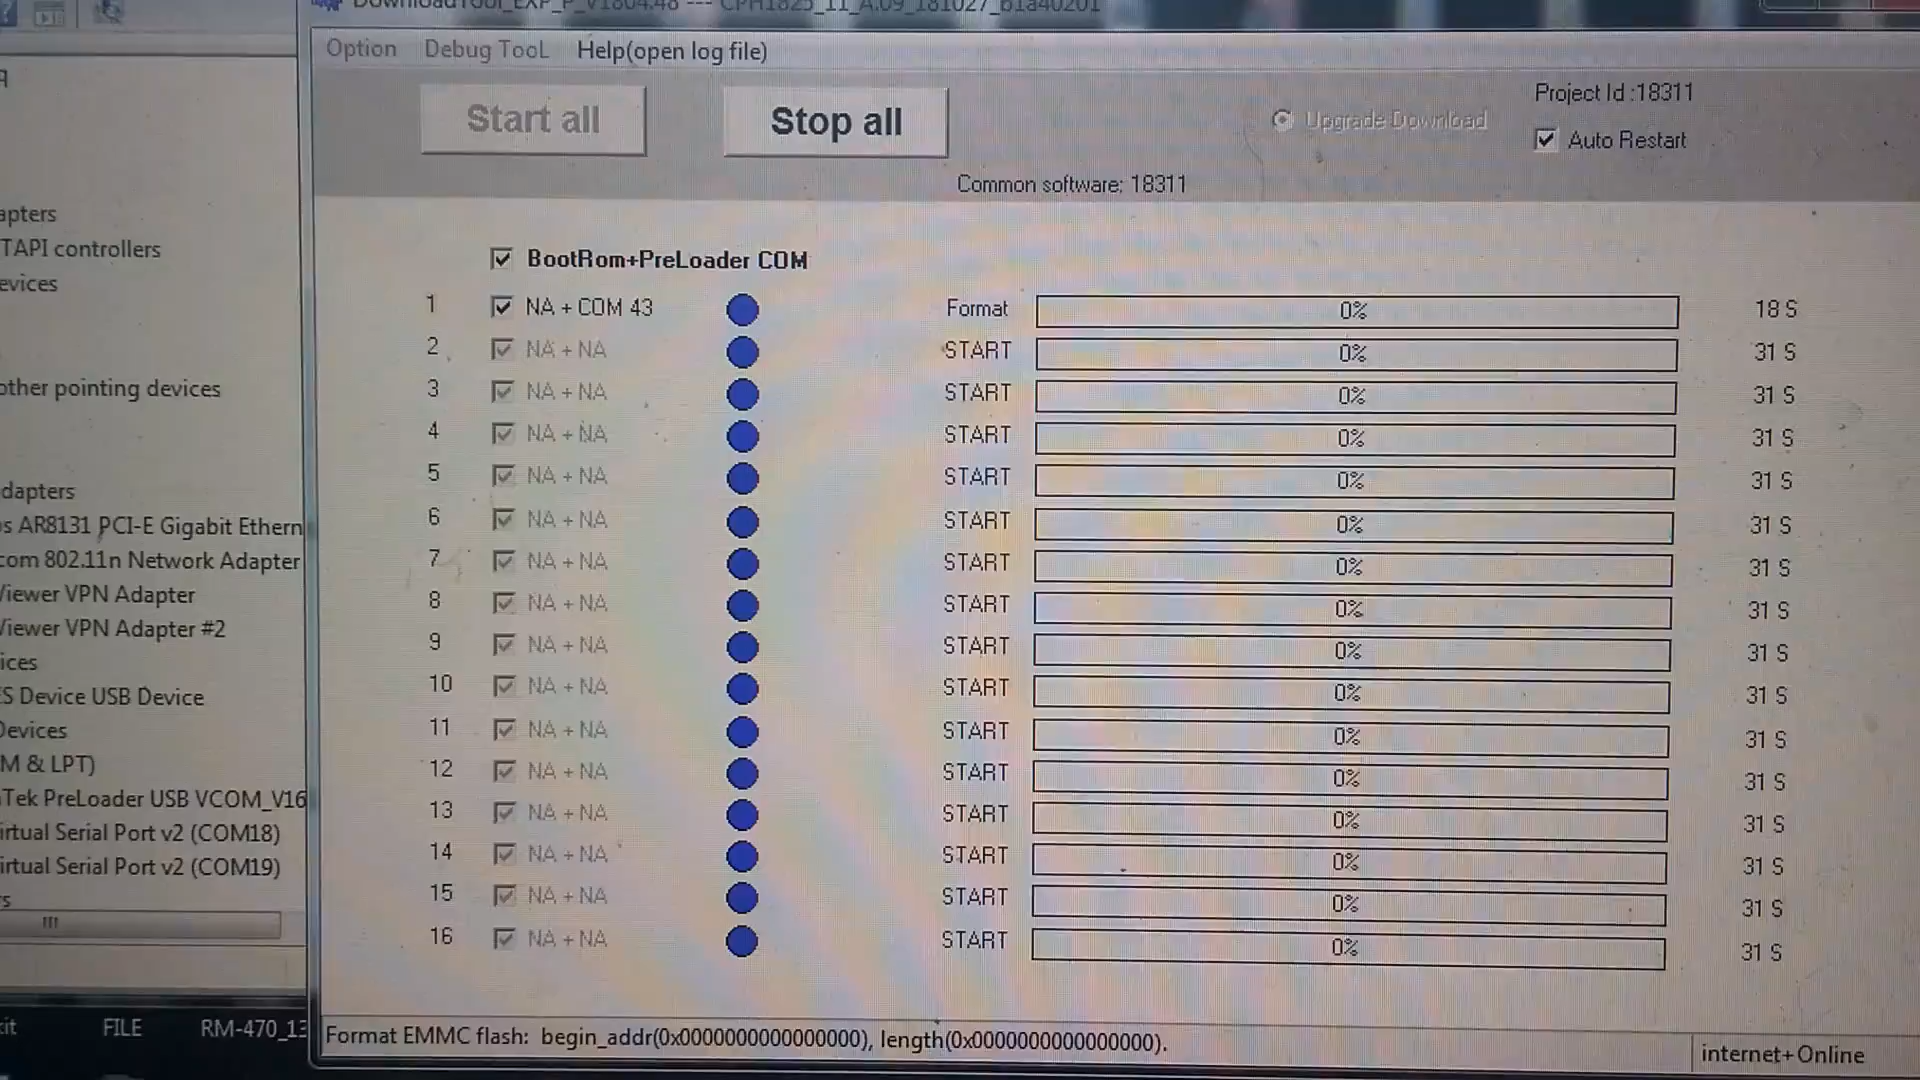 DownloadTool_EXP_P_V1804.48 --- CPH1825_11_A.09_181027_b1a40201
Option Debug TooL Help(open log file)
Start all Stop all Upgrade Download
Project Id :18311
Auto Restart
Common software: 18311
BootRom+PreLoader COM
1 NA + COM 43 Format 0% 18 S
2 NA + NA START 0% 31 S
3 NA + NA START 0% 31 S
4 NA + NA START 0% 31 S
5 NA + NA START 0% 31 S
6 NA + NA START 0% 31 S
7 NA + NA START 0% 31 S
8 NA + NA START 0% 31 S
9 NA + NA START 0% 31 S
10 NA + NA START 0% 31 S
11 NA + NA START 0% 31 S
12 NA + NA START 0% 31 S
13 NA + NA START 0% 31 S
14 NA + NA START 0% 31 S
15 NA + NA START 0% 31 S
16 NA + NA START 0% 31 S
Format EMMC flash: begin_addr(0x0000000000000000), length(0x0000000000000000).
internet+Online
apters
TAPI controllers
evices
other pointing devices
dapters
s AR8131 PCI-E Gigabit Ethern
com 802.11n Network Adapter
Viewer VPN Adapter
Viewer VPN Adapter #2
ices
S Device USB Device
Devices
M & LPT)
Tek PreLoader USB VCOM_V16
irtual Serial Port v2 (COM18)
irtual Serial Port v2 (COM19)
rs
kit FILE RM-470_13